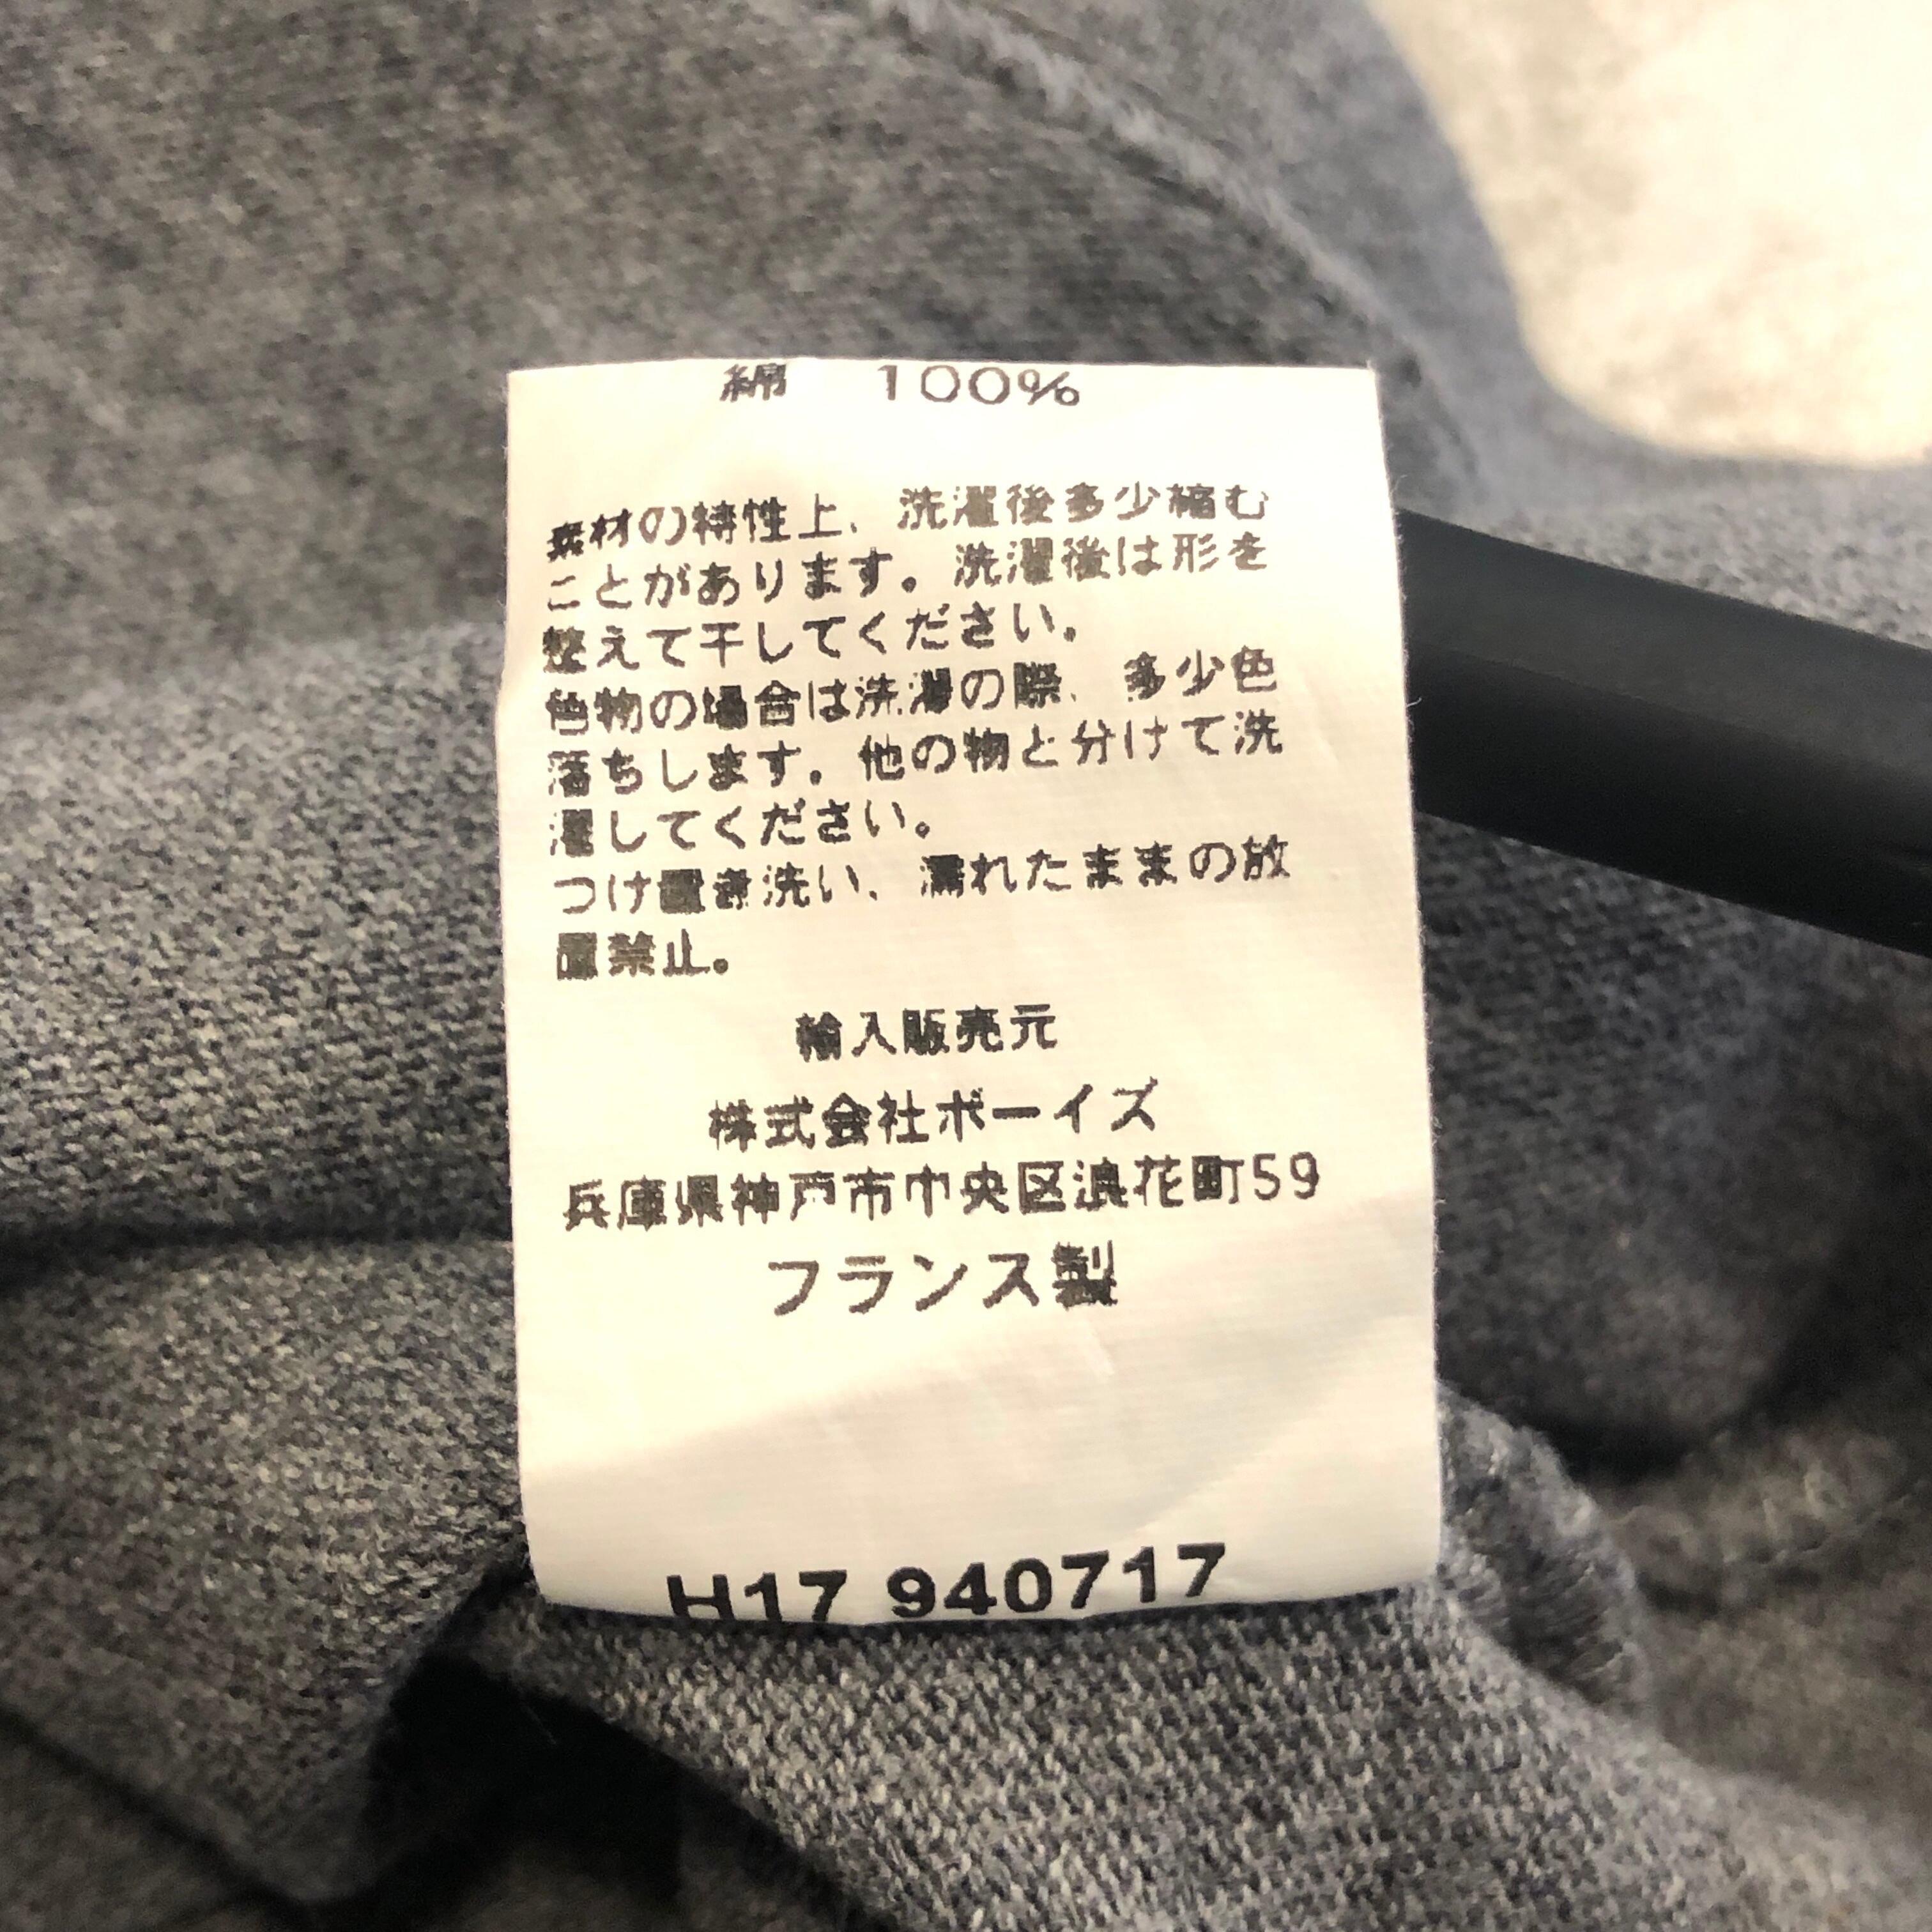 綿 100%
素材の特性上、洗濯後多少縮む
ことがあります。洗濯後は形を
整えて干してください。
色物の場合は洗濯の際、多少色
落ちします。他の物と分けて洗
濯してください。
つけ置き洗い、濡れたままの放
置禁止。
輸入販売元
株式会社ボーイズ
兵庫県神戸市中央区浪花町59
フランス製
H17 940717